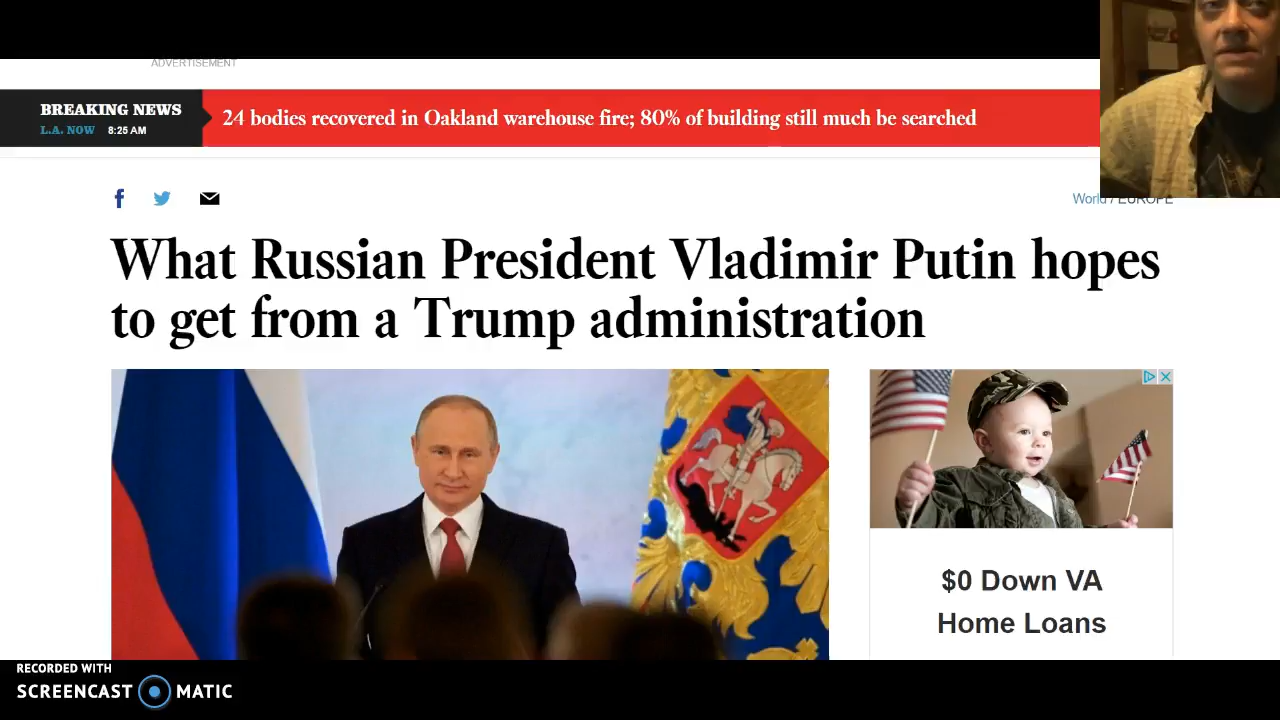 ADVERTISEMENT
BREAKING NEWS
L.A. NOW 8:25 AM
24 bodies recovered in Oakland warehouse fire; 80% of building still much be searched
World / EUROPE
What Russian President Vladimir Putin hopes
to get from a Trump administration
$0 Down VA
Home Loans
RECORDED WITH
SCREENCAST MATIC